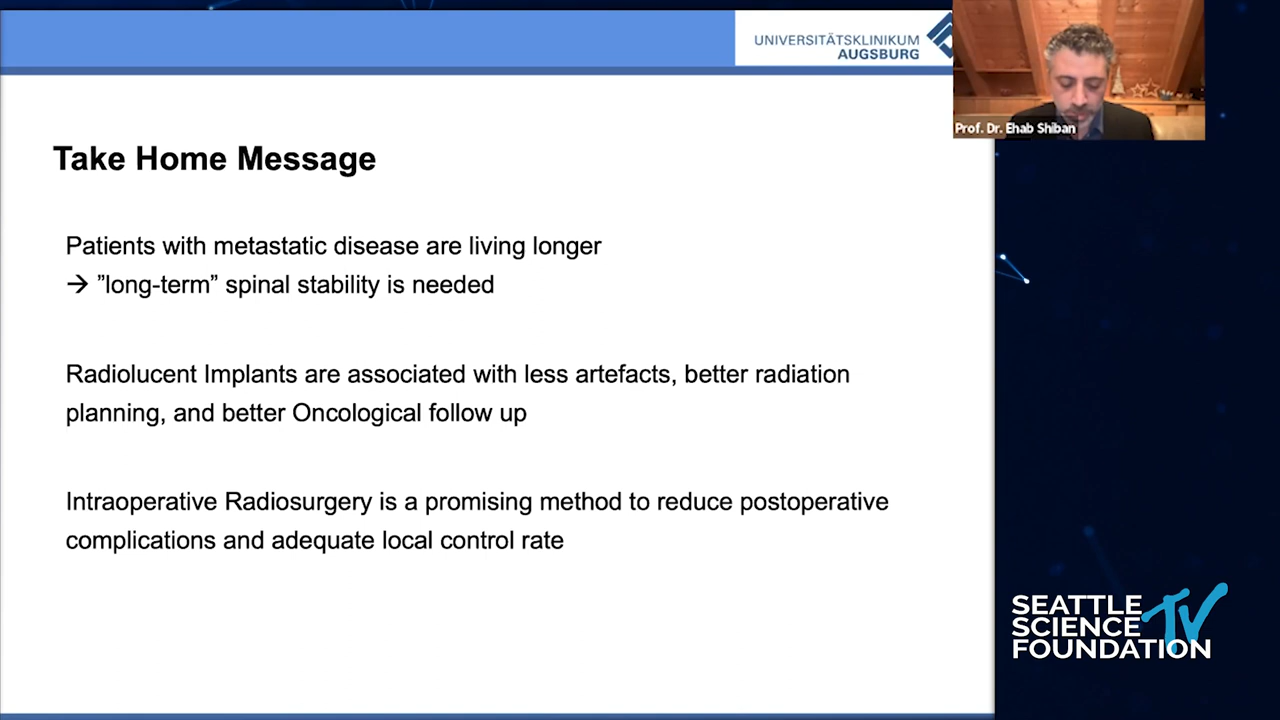 UNIVERSITÄTSKLINIKUM
AUGSBURG
Prof. Dr. Ehab Shiban
Take Home Message
Patients with metastatic disease are living longer
→ ”long-term” spinal stability is needed
Radiolucent Implants are associated with less artefacts, better radiation
planning, and better Oncological follow up
Intraoperative Radiosurgery is a promising method to reduce postoperative
complications and adequate local control rate
SEATTLE
SCIENCE TV
FOUNDATION